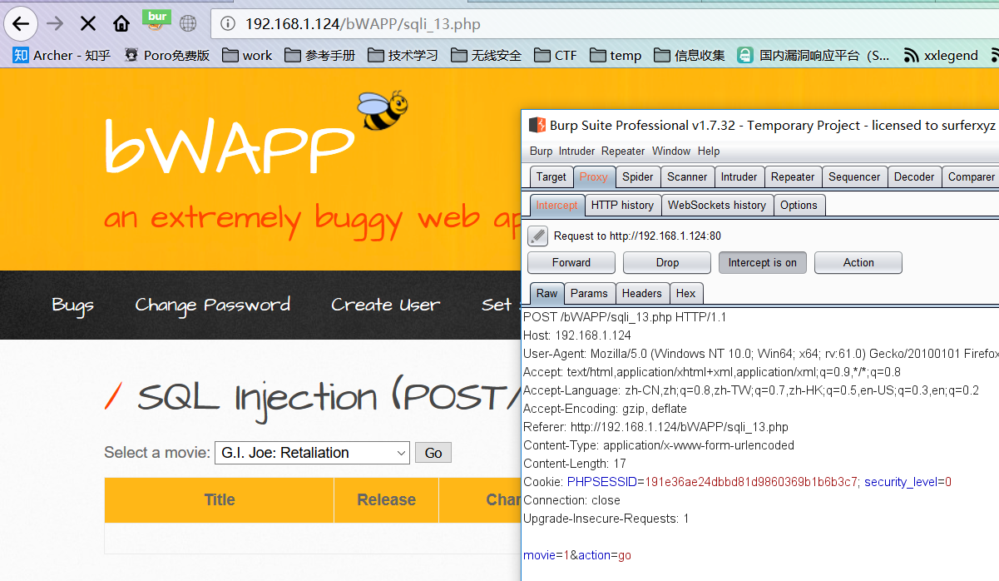 bur
192.168.1.124/bWAPP/sqli_13.php
知 Archer - 知乎 Poro免费版 work 参考手册 技术学习 无线安全 CTF temp 信息收集 国内漏洞响应平台（S... xxlegend
bWAPP
an extremely buggy web ap
Bugs Change Password Create User Set
/ SQL Injection (POST/
Select a movie: G.I. Joe: Retaliation Go
Title Release Char
Burp Suite Professional v1.7.32 - Temporary Project - licensed to surferxyz
Burp Intruder Repeater Window Help
Target Proxy Spider Scanner Intruder Repeater Sequencer Decoder Comparer
Intercept HTTP history WebSockets history Options
Request to http://192.168.1.124:80
Forward Drop Intercept is on Action
Raw Params Headers Hex
POST /bWAPP/sqli_13.php HTTP/1.1
Host: 192.168.1.124
User-Agent: Mozilla/5.0 (Windows NT 10.0; Win64; x64; rv:61.0) Gecko/20100101 Firefox
Accept: text/html,application/xhtml+xml,application/xml;q=0.9,*/*;q=0.8
Accept-Language: zh-CN,zh;q=0.8,zh-TW;q=0.7,zh-HK;q=0.5,en-US;q=0.3,en;q=0.2
Accept-Encoding: gzip, deflate
Referer: http://192.168.1.124/bWAPP/sqli_13.php
Content-Type: application/x-www-form-urlencoded
Content-Length: 17
Cookie: PHPSESSID=191e36ae24dbbd81d9860369b1b6b3c7; security_level=0
Connection: close
Upgrade-Insecure-Requests: 1
movie=1&action=go